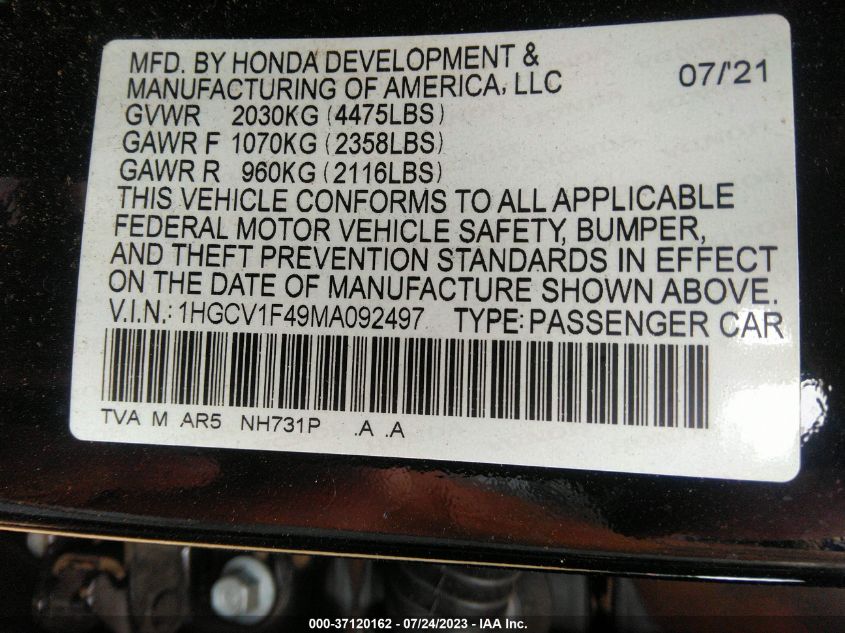 MFD. BY HONDA DEVELOPMENT &
MANUFACTURING OF AMERICA, LLC 07/'21
GVWR 2030KG (4475LBS)
GAWR F 1070KG (2358LBS)
GAWR R 960KG (2116LBS)
THIS VEHICLE CONFORMS TO ALL APPLICABLE
FEDERAL MOTOR VEHICLE SAFETY, BUMPER,
AND THEFT PREVENTION STANDARDS IN EFFECT
ON THE DATE OF MANUFACTURE SHOWN ABOVE.
V.I.N.: 1HGCV1F49MA092497 TYPE: PASSENGER CAR
TVA M AR5 NH731P .A .A
000-37120162 - 07/24/2023 - IAA Inc.